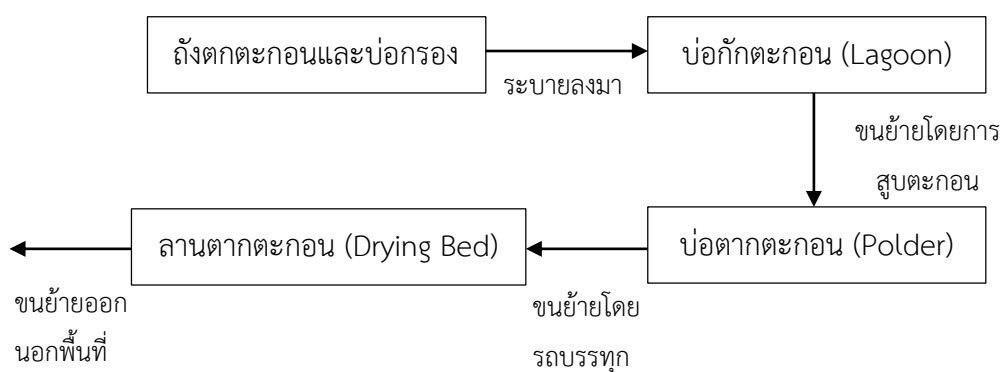 ถังตกตะกอนและบ่อกรอง
ระบายลงมา
บ่อกักตะกอน (Lagoon)
ขนย้ายโดยการ
สูบตะกอน
บ่อตากตะกอน (Polder)
ขนย้ายโดย
รถบรรทุก
ลานตากตะกอน (Drying Bed)
ขนย้ายออก
นอกพื้นที่